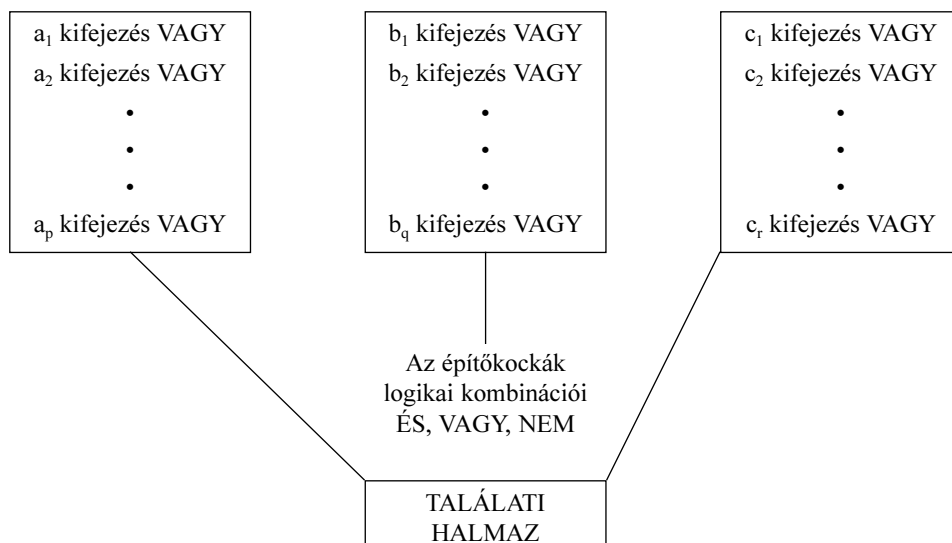 a₁ kifejezés VAGY
a₂ kifejezés VAGY
•
•
•
aₚ kifejezés VAGY
b₁ kifejezés VAGY
b₂ kifejezés VAGY
•
•
•
b_q kifejezés VAGY
c₁ kifejezés VAGY
c₂ kifejezés VAGY
•
•
•
cᵣ kifejezés VAGY
Az építőkockák
logikai kombinációi
ÉS, VAGY, NEM
TALÁLATI
HALMAZ